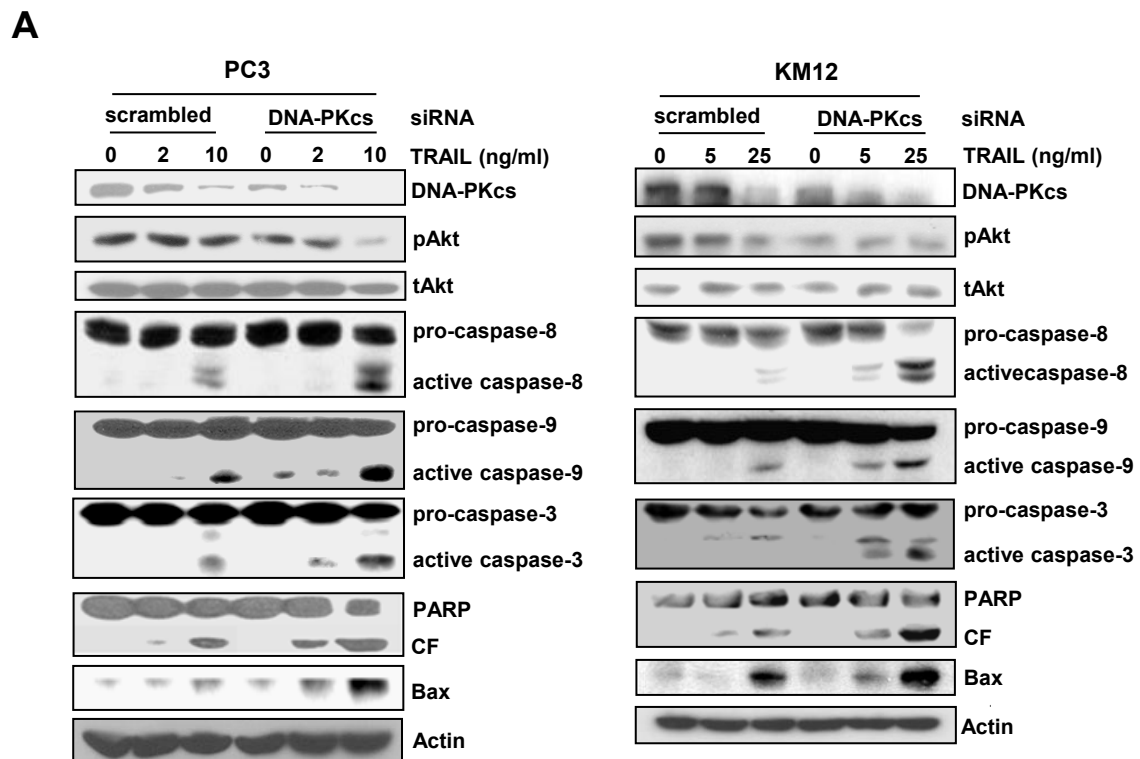 A
PC3
scrambled DNA-PKcs siRNA
0 2 10 0 2 10 TRAIL (ng/ml)
DNA-PKcs
pAkt
tAkt
pro-caspase-8
active caspase-8
pro-caspase-9
active caspase-9
pro-caspase-3
active caspase-3
PARP
CF
Bax
Actin
KM12
scrambled DNA-PKcs siRNA
0 5 25 0 5 25 TRAIL (ng/ml)
DNA-PKcs
pAkt
tAkt
pro-caspase-8
activecaspase-8
pro-caspase-9
active caspase-9
pro-caspase-3
active caspase-3
PARP
CF
Bax
Actin